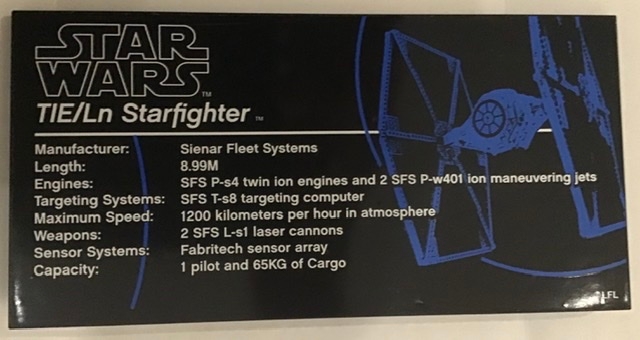 STAR
WARS™
TIE/Ln Starfighter ™
Manufacturer: Sienar Fleet Systems
Length: 8.99M
Engines: SFS P-s4 twin ion engines and 2 SFS P-w401 ion maneuvering jets
Targeting Systems: SFS T-s8 targeting computer
Maximum Speed: 1200 kilometers per hour in atmosphere
Weapons: 2 SFS L-s1 laser cannons
Sensor Systems: Fabritech sensor array
Capacity: 1 pilot and 65KG of Cargo
LFL